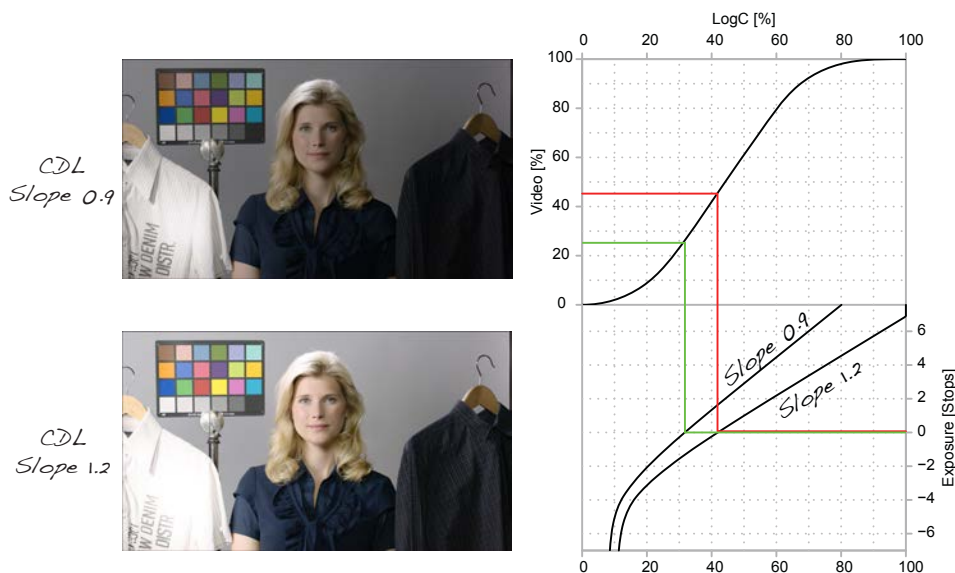 LogC [%]
0 20 40 60 80 100
CDL
Slope 0.9
W DENIM
DISTR.
Video [%]
100
80
60
40
20
0
Slope 0.9
Slope 1.2
CDL
Slope 1.2
W DENIM
DISTR.
Exposure [Stops]
6
4
2
0
−2
−4
−6
0 20 40 60 80 100